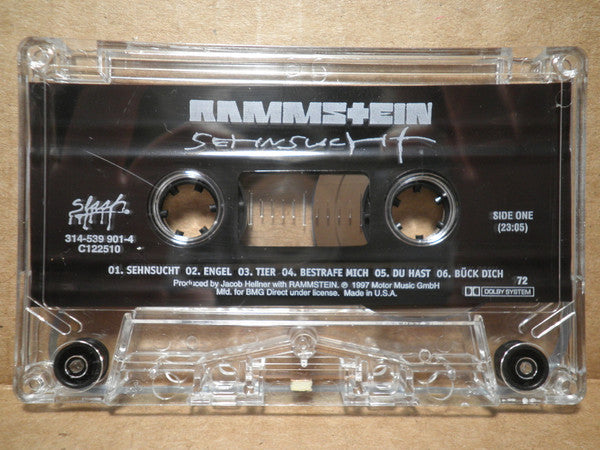 RAMMSTEIN
SEHNSUCHT
slash
314-539 901-4
C122510
SIDE ONE
(23:05)
01. SEHNSUCHT 02. ENGEL 03. TIER 04. BESTRAFE MICH 05. DU HAST 06. BÜCK DICH
Produced by Jacob Hellner with RAMMSTEIN. ℗ 1997 Motor Music GmbH
Mfd. for BMG Direct under license. Made in U.S.A.
72
DOLBY SYSTEM